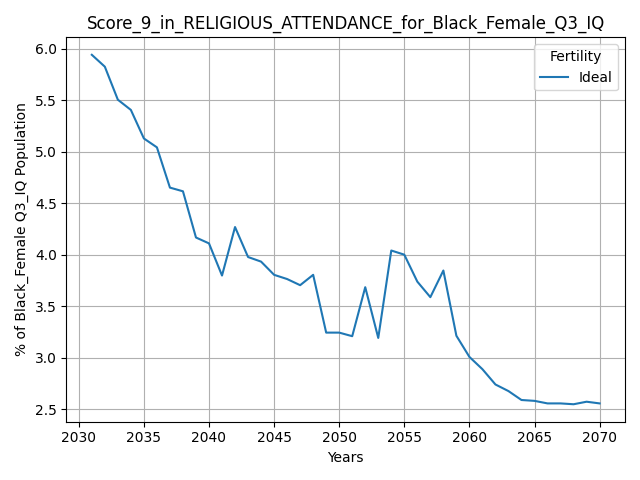 Score_9_in_RELIGIOUS_ATTENDANCE_for_Black_Female_Q3_IQ
Fertility
Ideal
% of Black_Female Q3_IQ Population
6.0
5.5
5.0
4.5
4.0
3.5
3.0
2.5
2030 2035 2040 2045 2050 2055 2060 2065 2070
Years